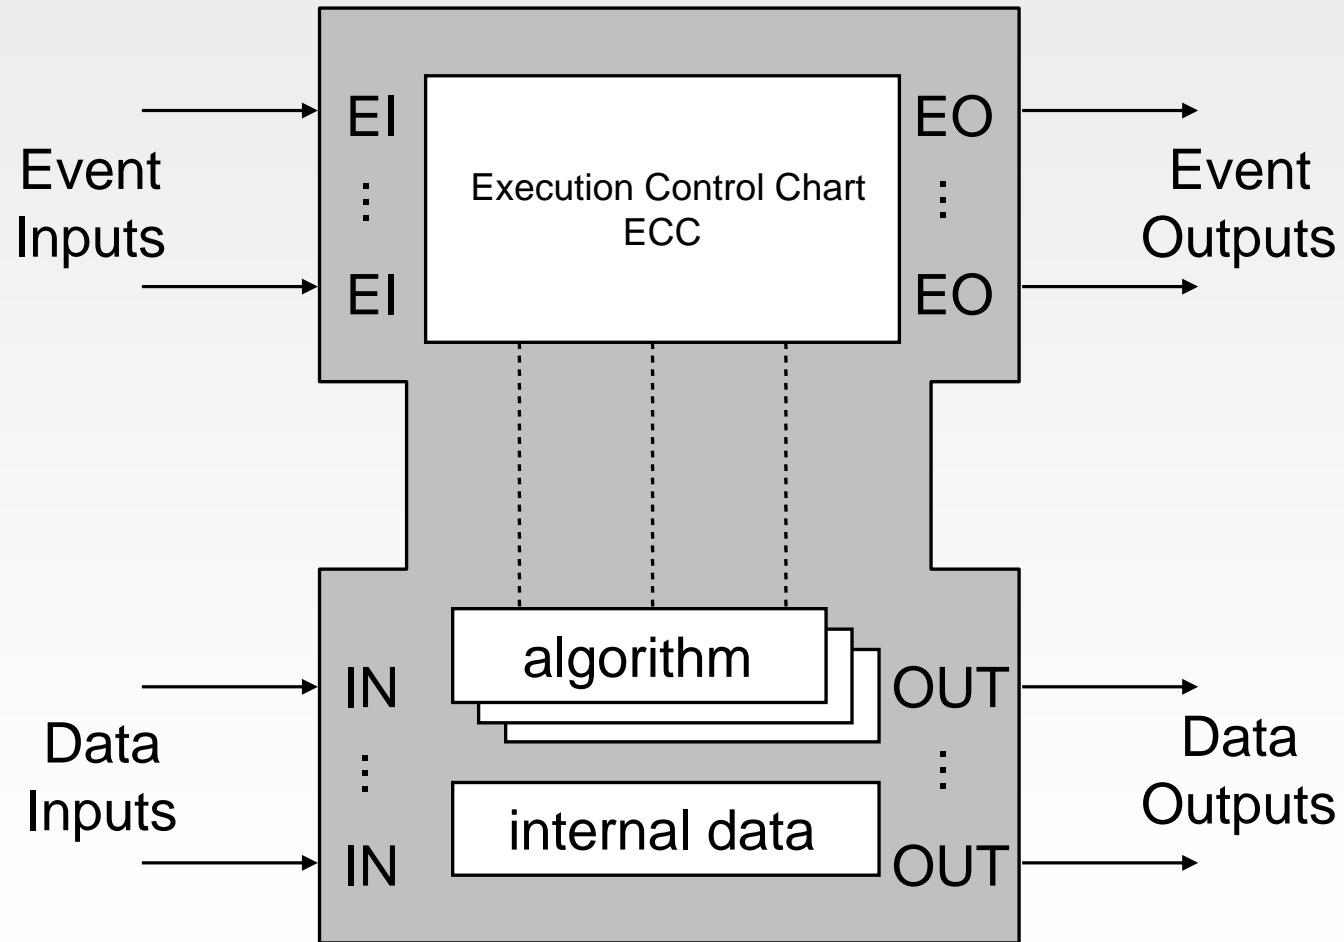 EI
EO
Event
Inputs
Execution Control Chart
ECC
Event
Outputs
EI
EO
algorithm
IN
OUT
Data
Inputs
Data
Outputs
internal data
IN
OUT